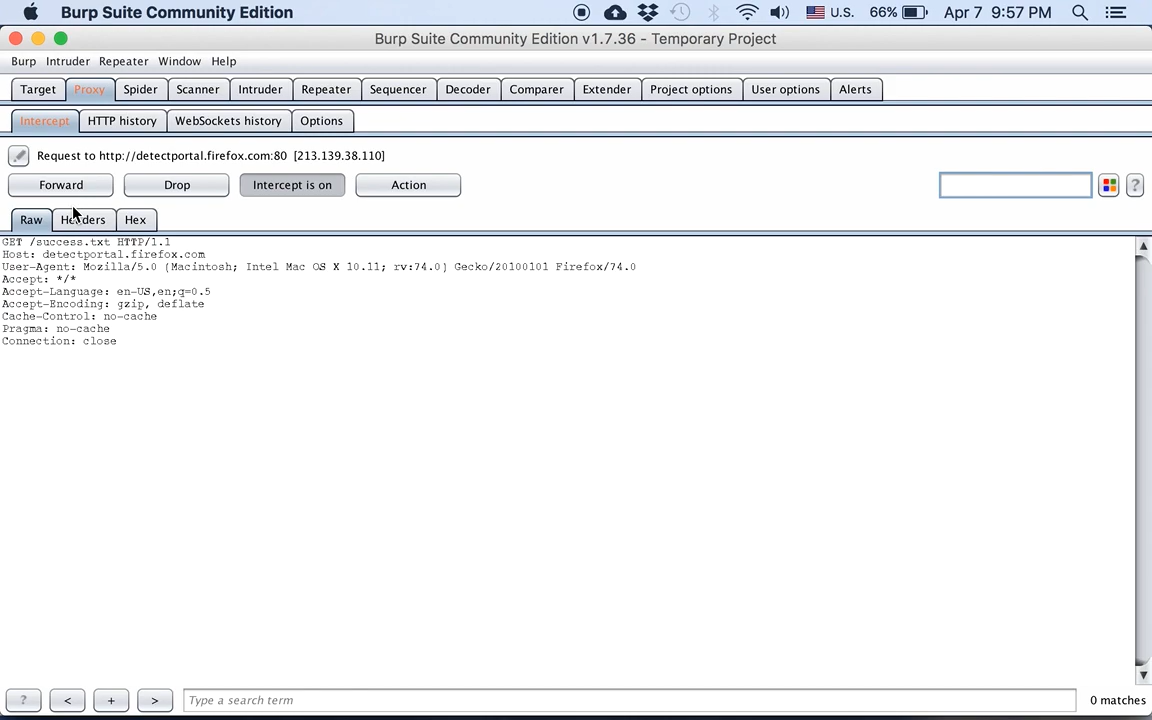 Burp Suite Community Edition U.S. 66% Apr 7 9:57 PM
Burp Suite Community Edition v1.7.36 - Temporary Project
Burp Intruder Repeater Window Help
Target Proxy Spider Scanner Intruder Repeater Sequencer Decoder Comparer Extender Project options User options Alerts
Intercept HTTP history WebSockets history Options
Request to http://detectportal.firefox.com:80 [213.139.38.110]
Forward Drop Intercept is on Action ?
Raw Headers Hex
GET /success.txt HTTP/1.1
Host: detectportal.firefox.com
User-Agent: Mozilla/5.0 (Macintosh; Intel Mac OS X 10.11; rv:74.0) Gecko/20100101 Firefox/74.0
Accept: */*
Accept-Language: en-US,en;q=0.5
Accept-Encoding: gzip, deflate
Cache-Control: no-cache
Pragma: no-cache
Connection: close
? < + > Type a search term 0 matches